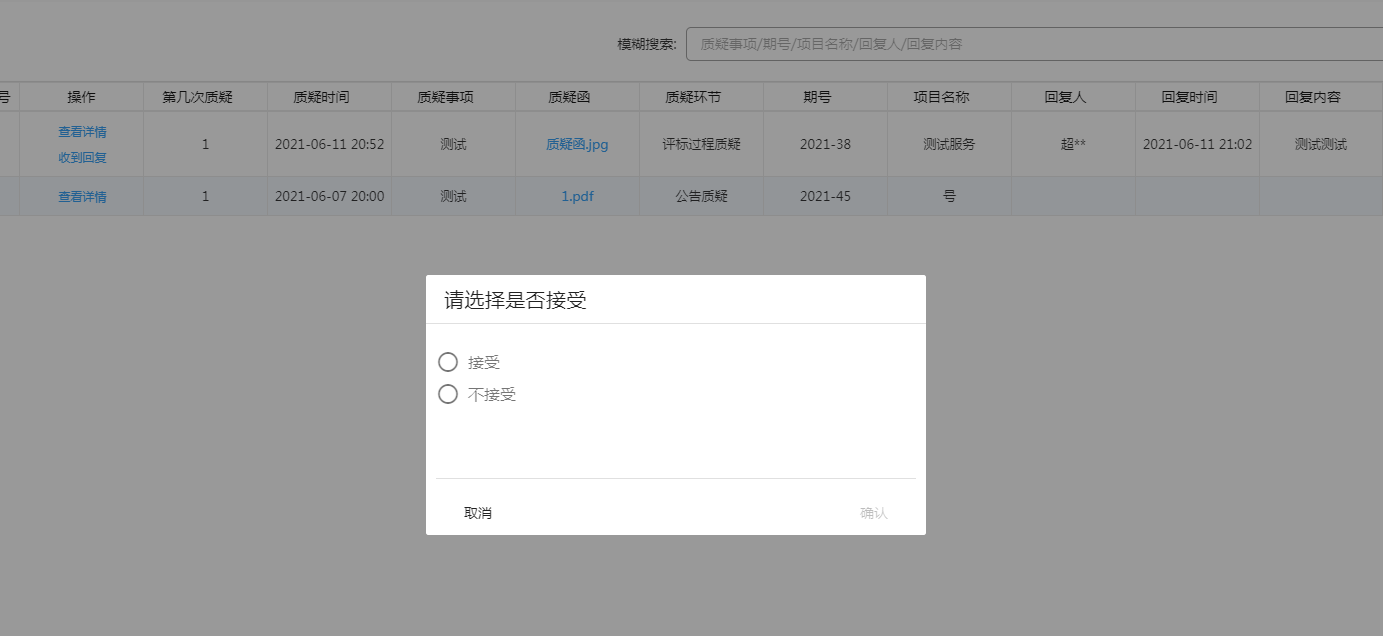 模糊搜索: 质疑事项/期号/项目名称/回复人/回复内容
号 操作 第几次质疑 质疑时间 质疑事项 质疑函 质疑环节 期号 项目名称 回复人 回复时间 回复内容
查看详情
收到回复
1 2021-06-11 20:52 测试 质疑函.jpg 评标过程质疑 2021-38 测试服务 超** 2021-06-11 21:02 测试测试
查看详情 1 2021-06-07 20:00 测试 1.pdf 公告质疑 2021-45 号
请选择是否接受
接受
不接受
取消 确认